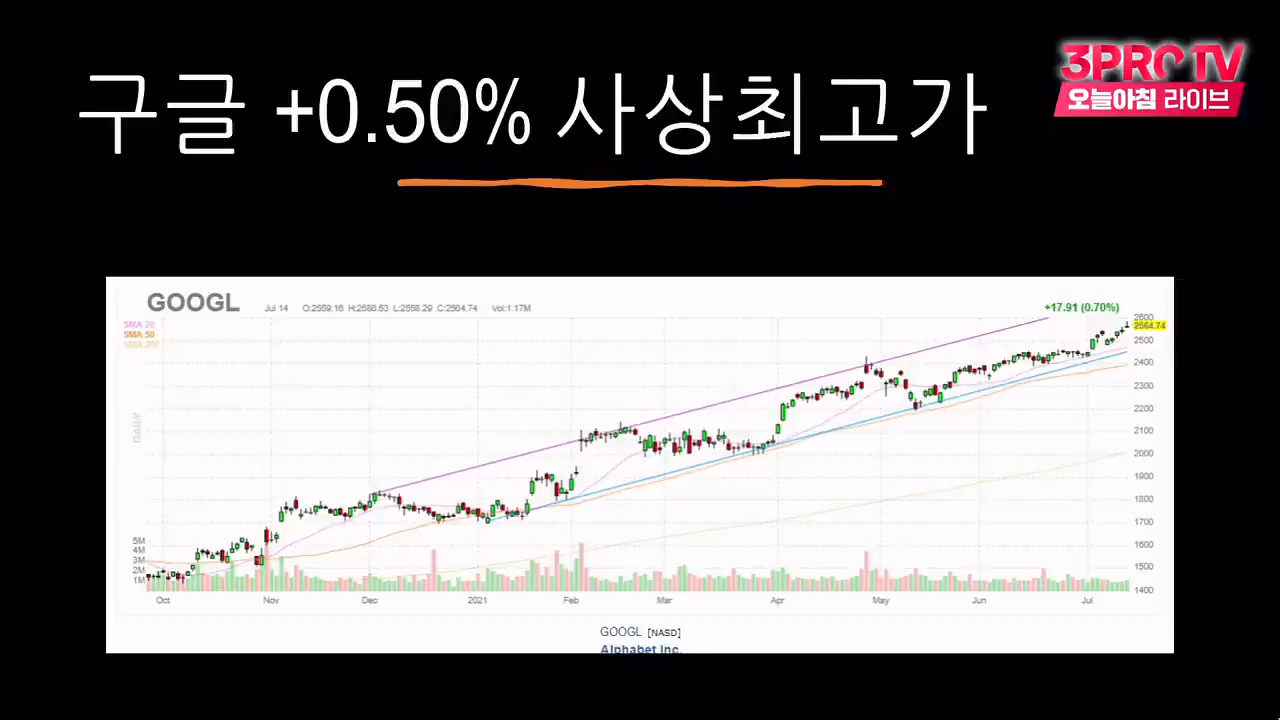 구글 +0.50% 사상최고가
3PRO TV
오늘아침 라이브
GOOGL Jul 14 O:2559.16 H:2586.53 L:2558.29 C:2564.74 Vol:1.17M +17.91 (0.70%)
SMA 20
SMA 50
SMA 200
DAILY
2600
2564.74
2500
2400
2300
2200
2100
2000
1900
1800
1700
1600
1500
1400
5M
4M
3M
2M
1M
Oct Nov Dec 2021 Feb Mar Apr May Jun Jul
GOOGL [NASD]
Alphabet Inc.